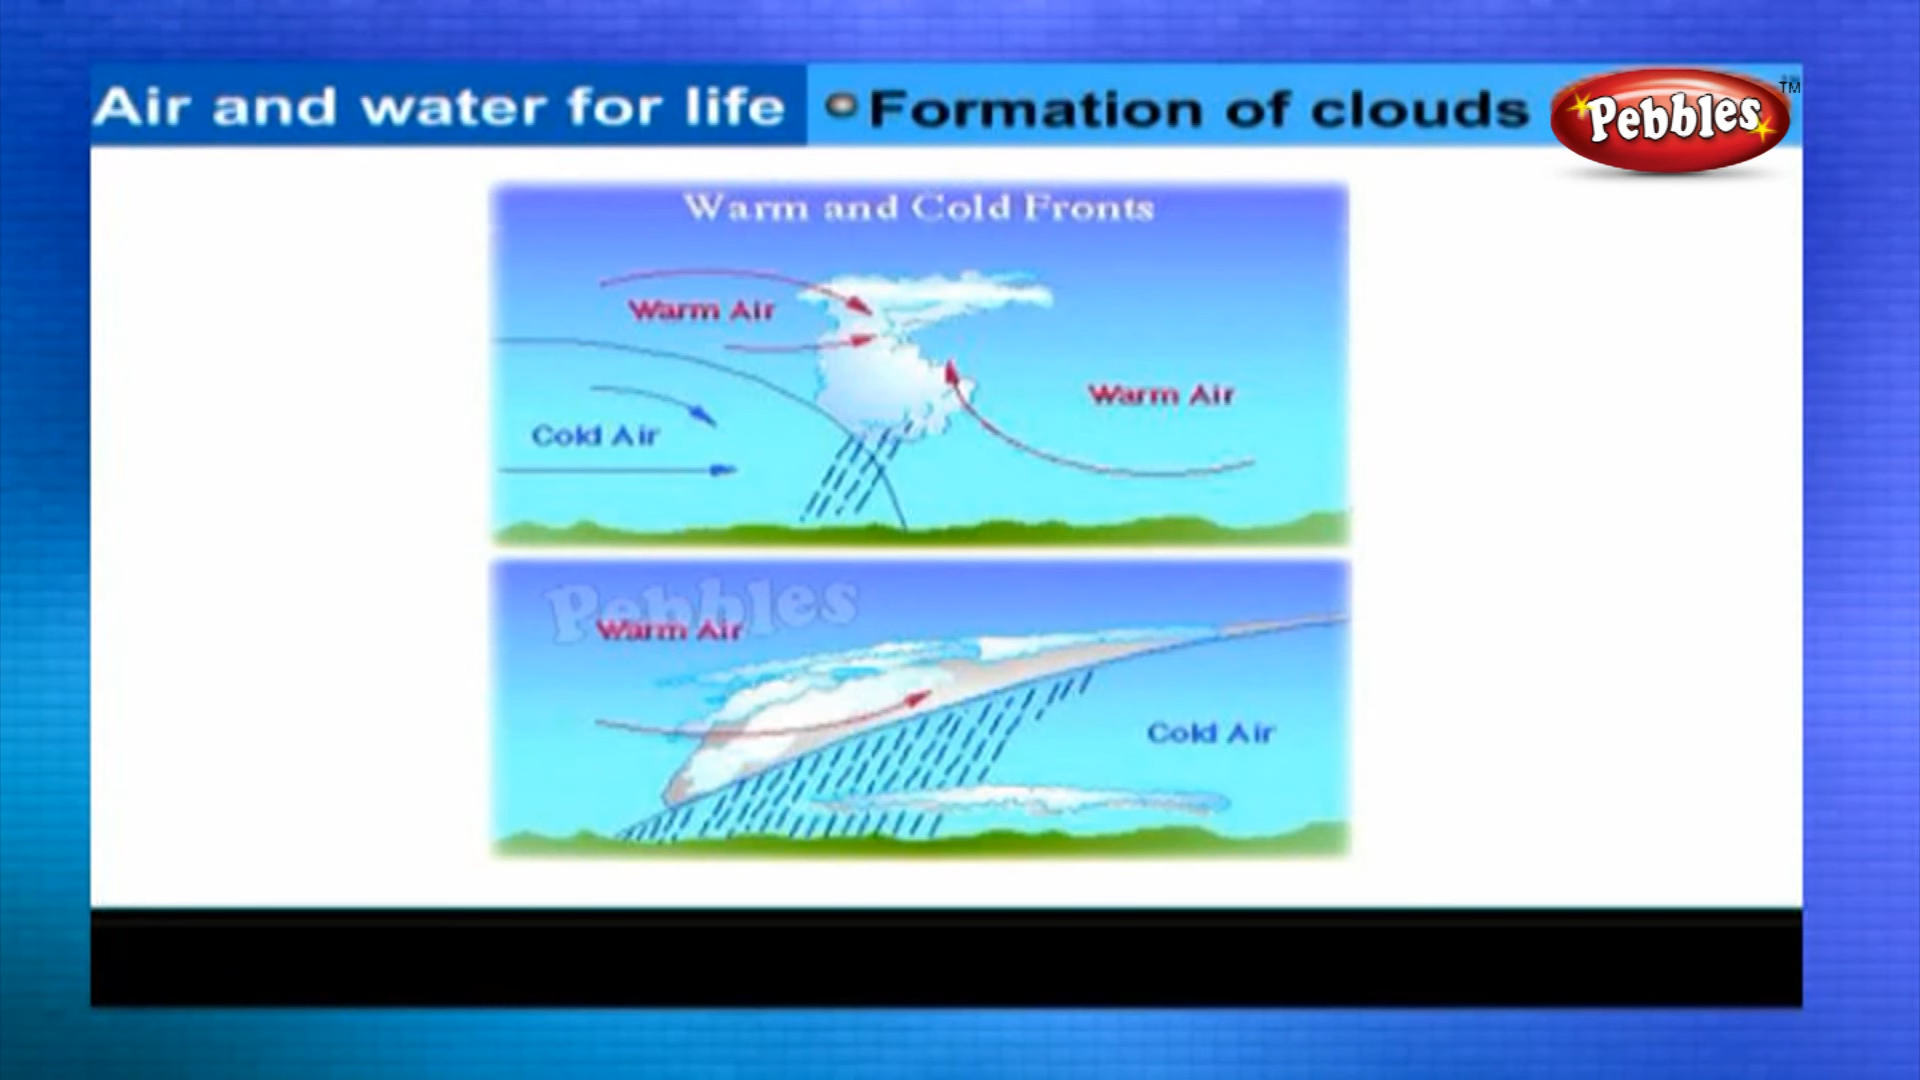 Air and water for life
Formation of clouds
Pebbles
TM
Warm and Cold Fronts
Warm Air
Warm Air
Cold Air
Pebbles
Warm Air
Cold Air